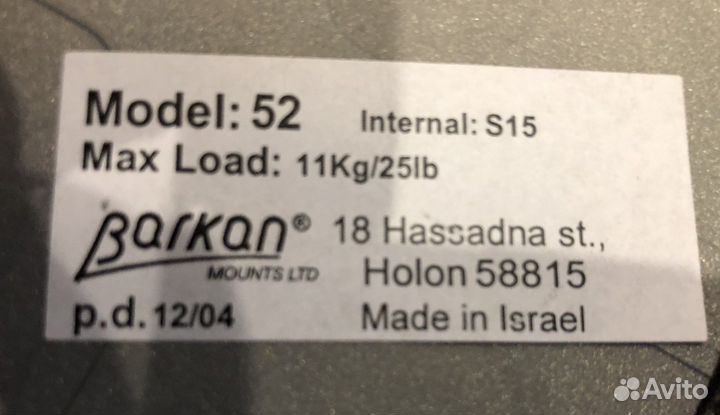 Model: 52 Internal: S15
Max Load: 11Kg/25lb
Barkan® 18 Hassadna st.,
MOUNTS LTD Holon 58815
p.d. 12/04 Made in Israel
Avito